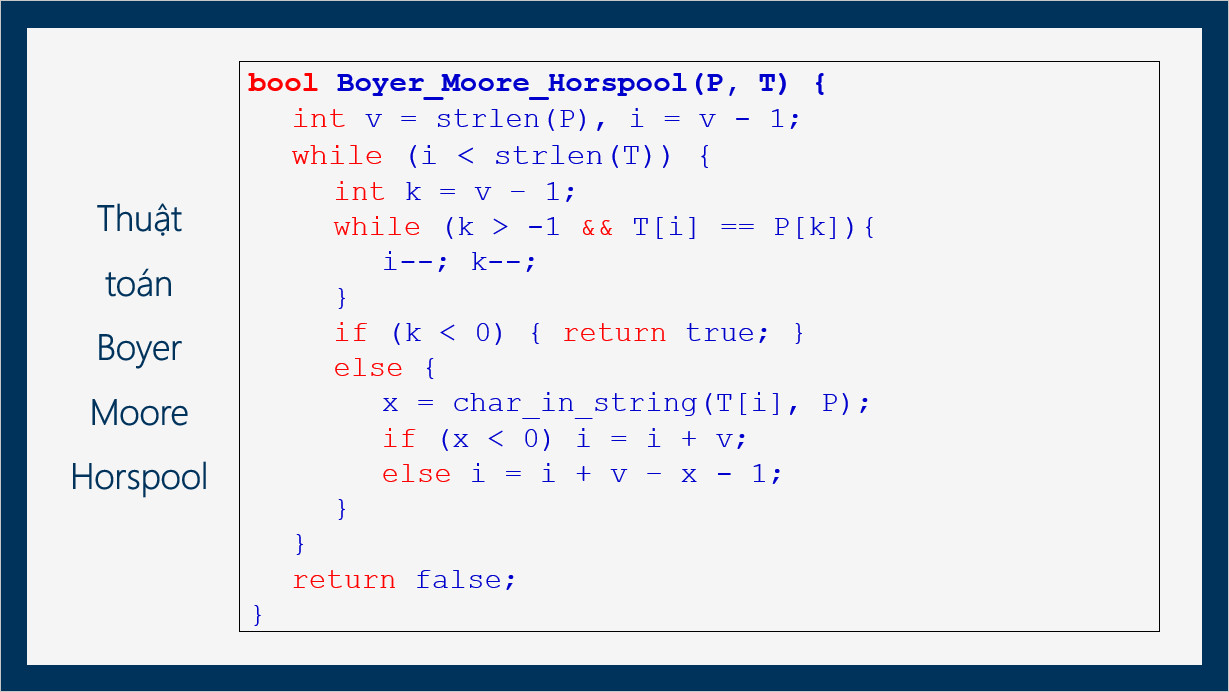 Thuật
toán
Boyer
Moore
Horspool
bool Boyer_Moore_Horspool(P, T) {
int v = strlen(P), i = v - 1;
while (i < strlen(T)) {
int k = v – 1;
while (k > -1 && T[i] == P[k]){
i--; k--;
}
if (k < 0) { return true; }
else {
x = char_in_string(T[i], P);
if (x < 0) i = i + v;
else i = i + v – x - 1;
}
}
return false;
}